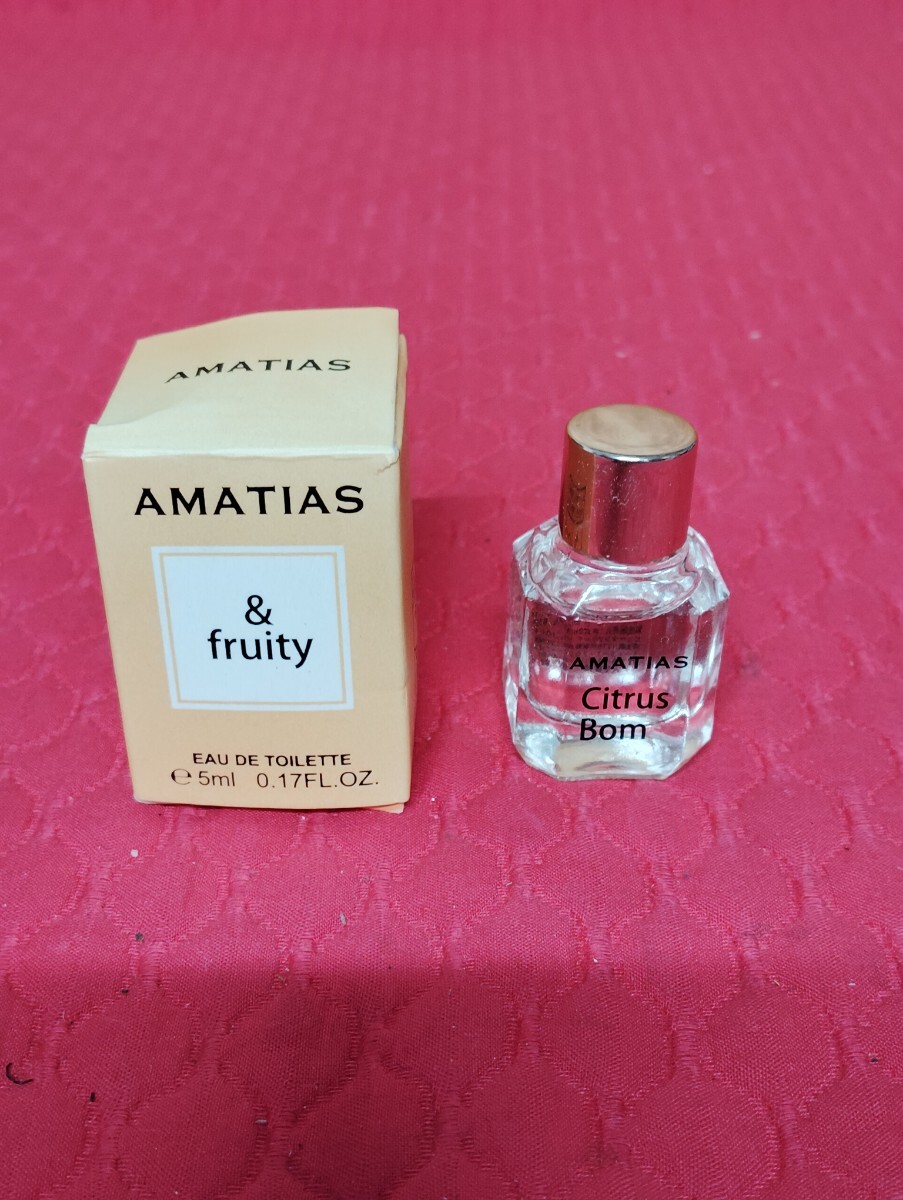 AMATIAS
AMATIAS
&
fruity
EAU DE TOILETTE
℮ 5ml 0.17FL.OZ.
AMATIAS
Citrus
Bom